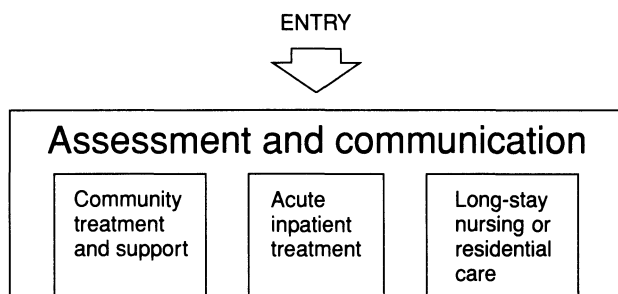 ENTRY
Assessment and communication
Community
treatment
and support
Acute
inpatient
treatment
Long-stay
nursing or
residential
care